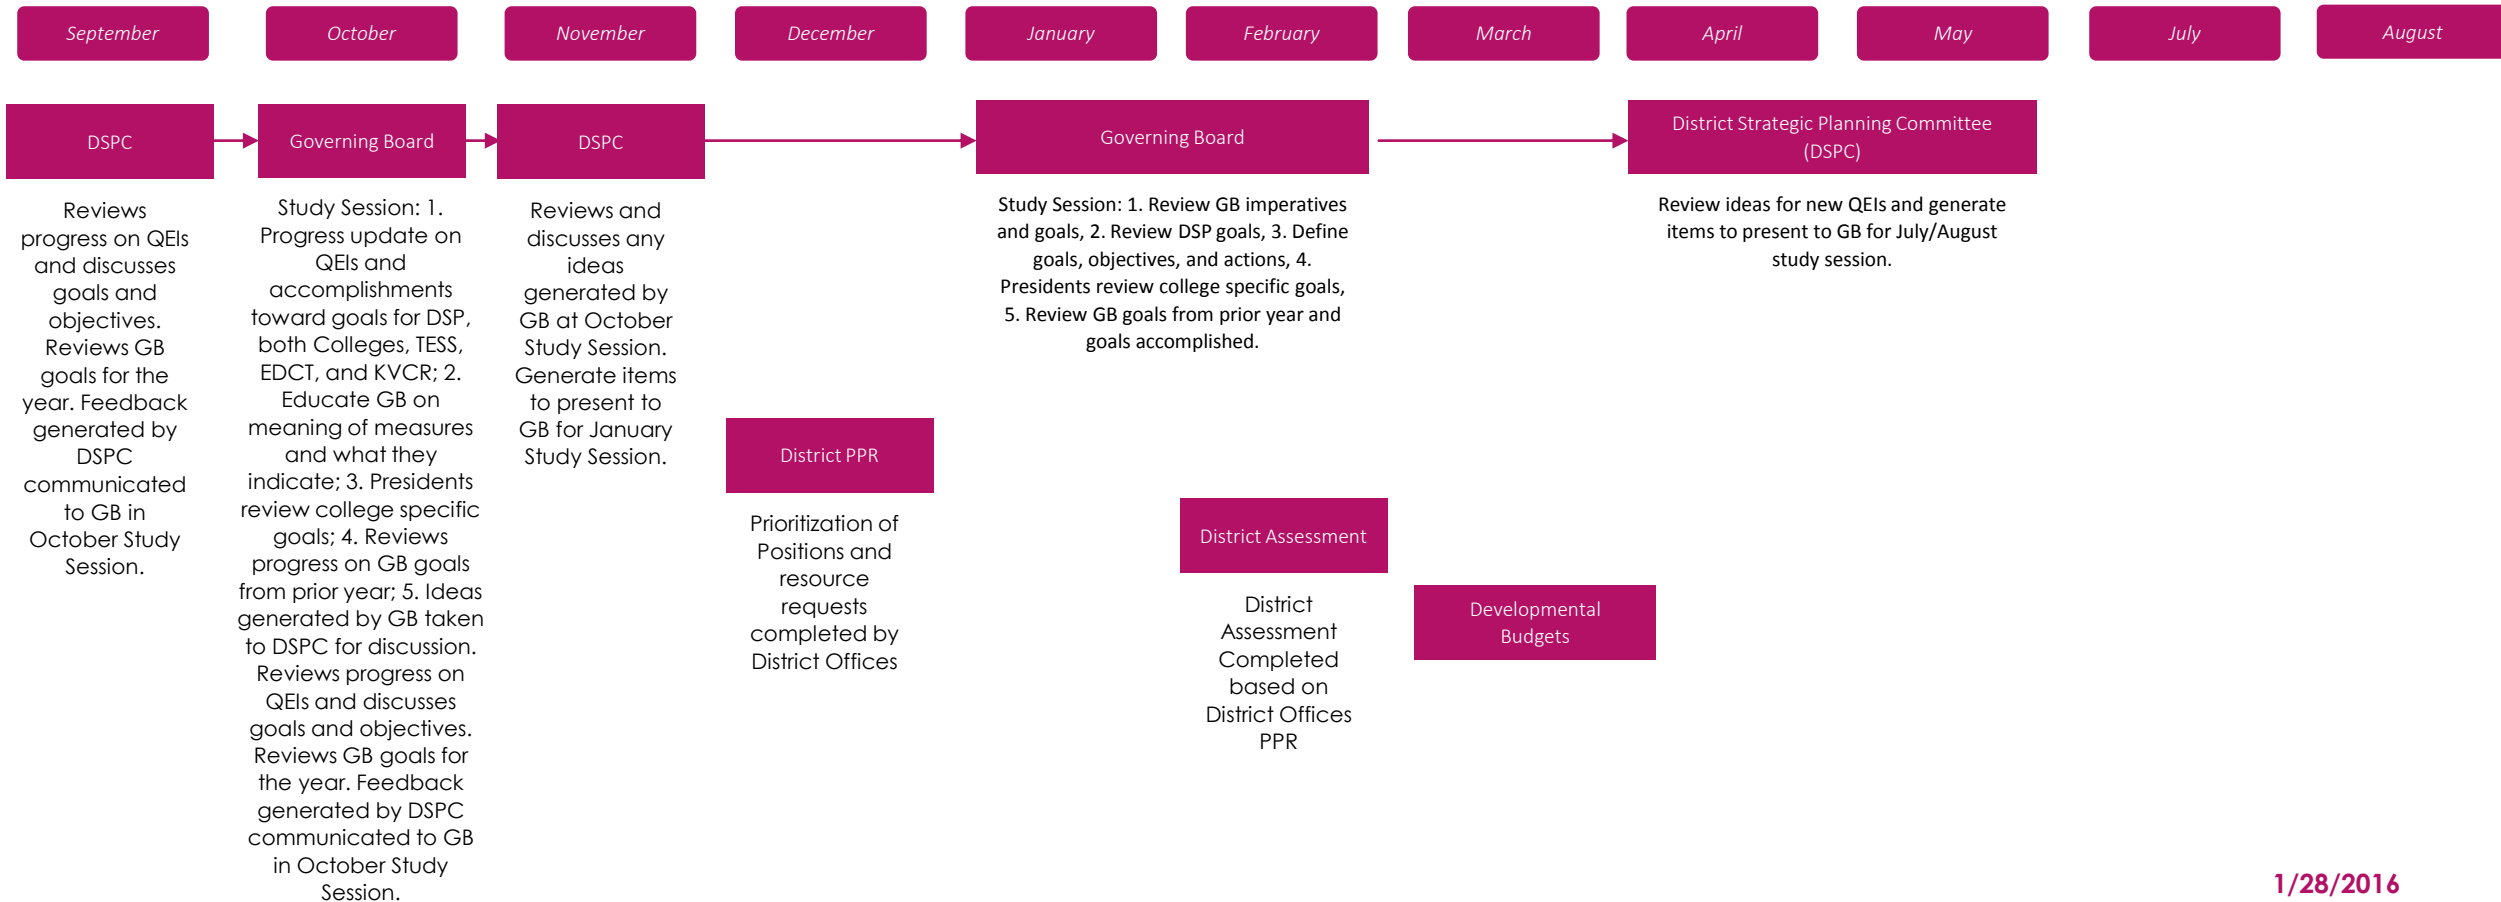 September
October
November
December
January
February
March
April
May
July
August
DSPC
Governing Board
DSPC
Governing Board
District Strategic Planning Committee
(DSPC)
Reviews
progress on QEIs
and discusses
goals and
objectives.
Reviews GB
goals for the
year. Feedback
generated by
DSPC
communicated
to GB in
October Study
Session.
Study Session: 1.
Progress update on
QEIs and
accomplishments
toward goals for DSP,
both Colleges, TESS,
EDCT, and KVCR; 2.
Educate GB on
meaning of measures
and what they
indicate; 3. Presidents
review college specific
goals; 4. Reviews
progress on GB goals
from prior year; 5. Ideas
generated by GB taken
to DSPC for discussion.
Reviews progress on
QEIs and discusses
goals and objectives.
Reviews GB goals for
the year. Feedback
generated by DSPC
communicated to GB
in October Study
Session.
Reviews and
discusses any
ideas
generated by
GB at October
Study Session.
Generate items
to present to
GB for January
Study Session.
Study Session: 1. Review GB imperatives
and goals, 2. Review DSP goals, 3. Define
goals, objectives, and actions, 4.
Presidents review college specific goals,
5. Review GB goals from prior year and
goals accomplished.
Review ideas for new QEIs and generate
items to present to GB for July/August
study session.
District PPR
Prioritization of
Positions and
resource
requests
completed by
District Offices
District Assessment
District
Assessment
Completed
based on
District Offices
PPR
Developmental
Budgets
1/28/2016